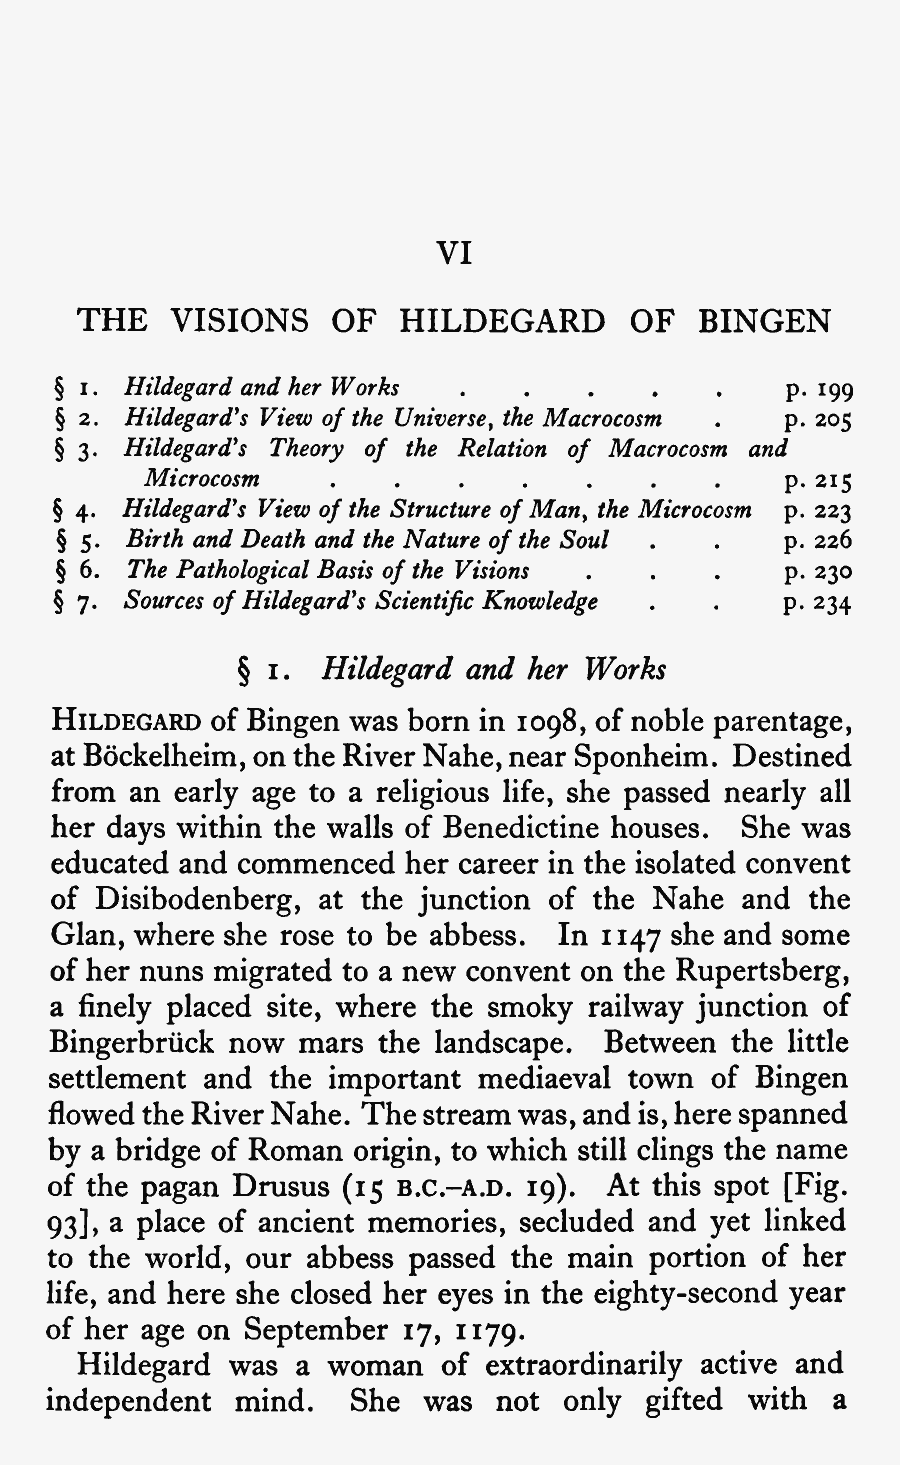 VI
THE VISIONS OF HILDEGARD OF BINGEN
§ 1. Hildegard and her Works . . . . . p. 199
§ 2. Hildegard's View of the Universe, the Macrocosm . p. 205
§ 3. Hildegard's Theory of the Relation of Macrocosm and
Microcosm . . . . . . . p. 215
§ 4. Hildegard's View of the Structure of Man, the Microcosm p. 223
§ 5. Birth and Death and the Nature of the Soul . . p. 226
§ 6. The Pathological Basis of the Visions . . . p. 230
§ 7. Sources of Hildegard's Scientific Knowledge . . p. 234
§ 1. Hildegard and her Works
HILDEGARD of Bingen was born in 1098, of noble parentage,
at Böckelheim, on the River Nahe, near Sponheim. Destined
from an early age to a religious life, she passed nearly all
her days within the walls of Benedictine houses. She was
educated and commenced her career in the isolated convent
of Disibodenberg, at the junction of the Nahe and the
Glan, where she rose to be abbess. In 1147 she and some
of her nuns migrated to a new convent on the Rupertsberg,
a finely placed site, where the smoky railway junction of
Bingerbrück now mars the landscape. Between the little
settlement and the important mediaeval town of Bingen
flowed the River Nahe. The stream was, and is, here spanned
by a bridge of Roman origin, to which still clings the name
of the pagan Drusus (15 B.C.–A.D. 19). At this spot [Fig.
93], a place of ancient memories, secluded and yet linked
to the world, our abbess passed the main portion of her
life, and here she closed her eyes in the eighty-second year
of her age on September 17, 1179.
Hildegard was a woman of extraordinarily active and
independent mind. She was not only gifted with a